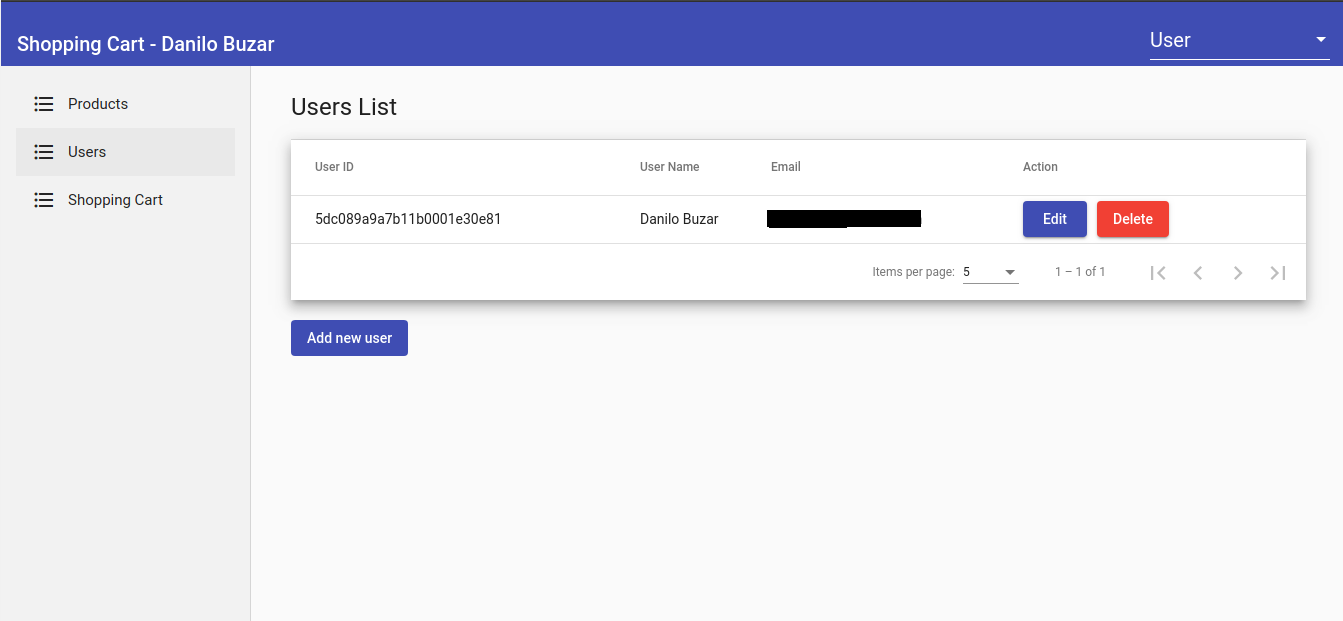 Shopping Cart - Danilo Buzar
User
Products
Users
Shopping Cart
Users List
User ID User Name Email Action
5dc089a9a7b11b0001e30e81 Danilo Buzar Edit Delete
Items per page: 5 1 – 1 of 1
Add new user